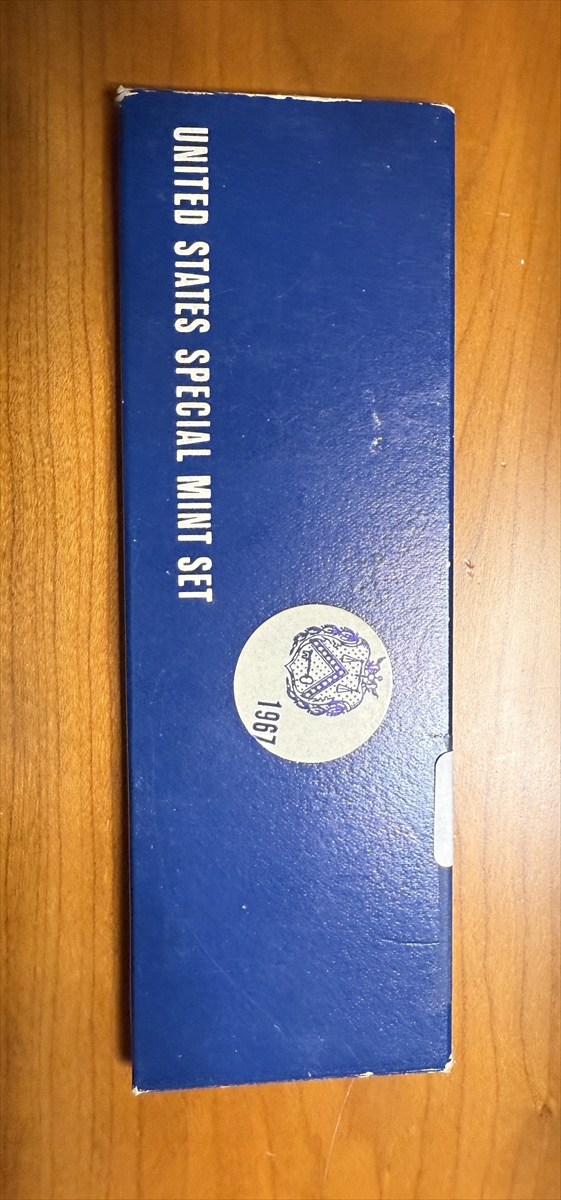 UNITED STATES SPECIAL MINT SET
1967